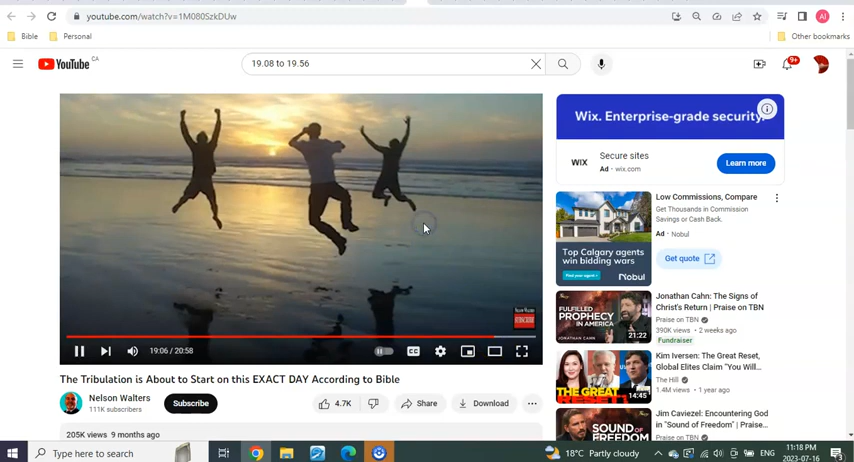 youtube.com/watch?v=1M080SzkDUw
AI
Bible
Personal
Other bookmarks
YouTube CA
19.08 to 19.56
9+
Wix. Enterprise-grade security.
WIX
Secure sites
Ad • wix.com
Learn more
SUBSCRIBE
19:06 / 20:58
Top Calgary agents
win bidding wars
Nobul
Low Commissions, Compare
Get Thousands in Commission
Savings or Cash Back.
Ad • Nobul
Get quote
FULFILLED
PROPHECY
IN AMERICA
21:22
Jonathan Cahn: The Signs of
Christ's Return | Praise on TBN
Praise on TBN
390K views • 2 weeks ago
Fundraiser
The Tribulation is About to Start on this EXACT DAY According to Bible
Nelson Walters
111K subscribers
Subscribe
4.7K
Share
Download
205K views 9 months ago
THE GREAT
RESET
14:45
Kim Iversen: The Great Reset,
Global Elites Claim "You Will...
The Hill
1.4M views • 1 year ago
SOUND OF
FREEDOM
Jim Caviezel: Encountering God
in "Sound of Freedom" | Praise...
Praise on TBN
Type here to search
18°C Partly cloudy
ENG
11:18 PM
2023-07-16
3